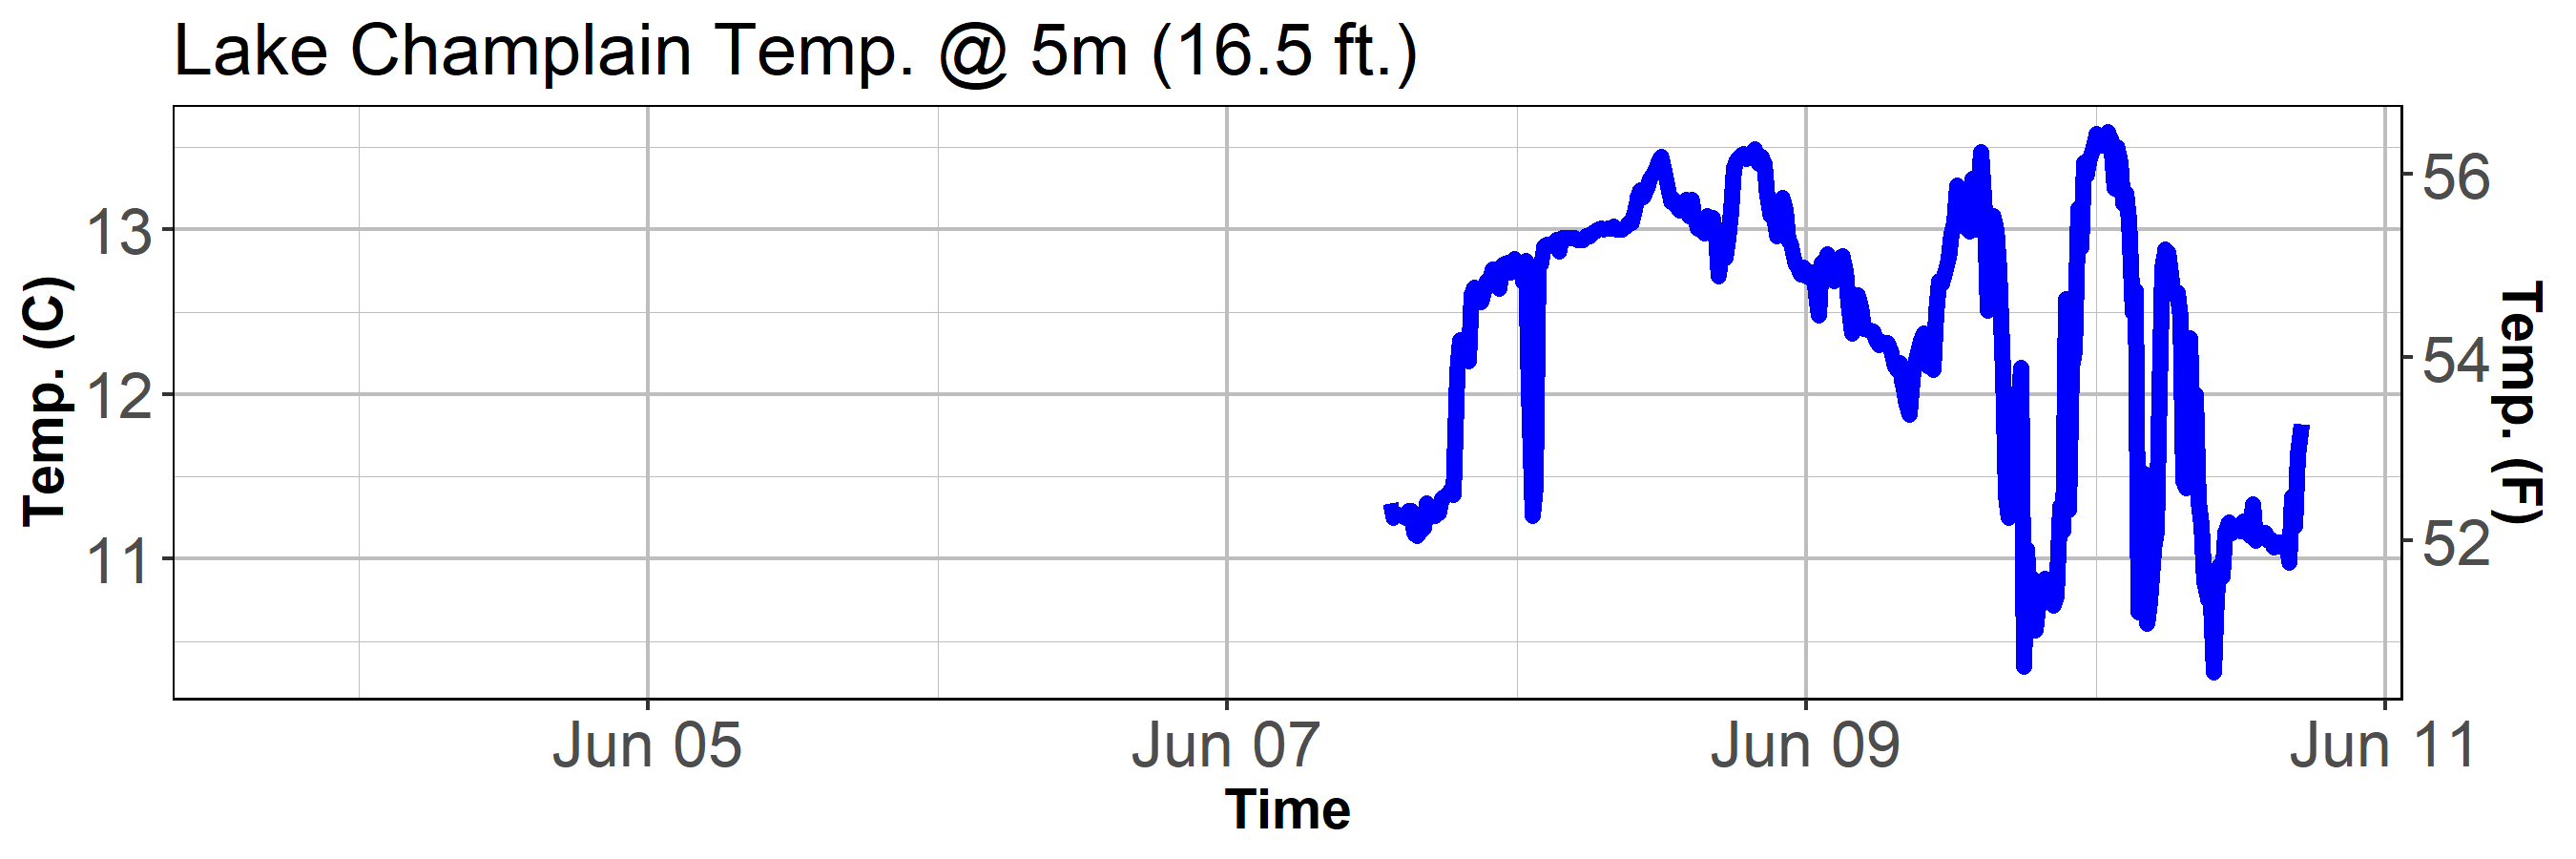 Lake Champlain Temp. @ 5m (16.5 ft.)
Temp. (C)
13
12
11
56
54
52
Temp. (F)
Jun 05 Jun 07 Jun 09 Jun 11
Time